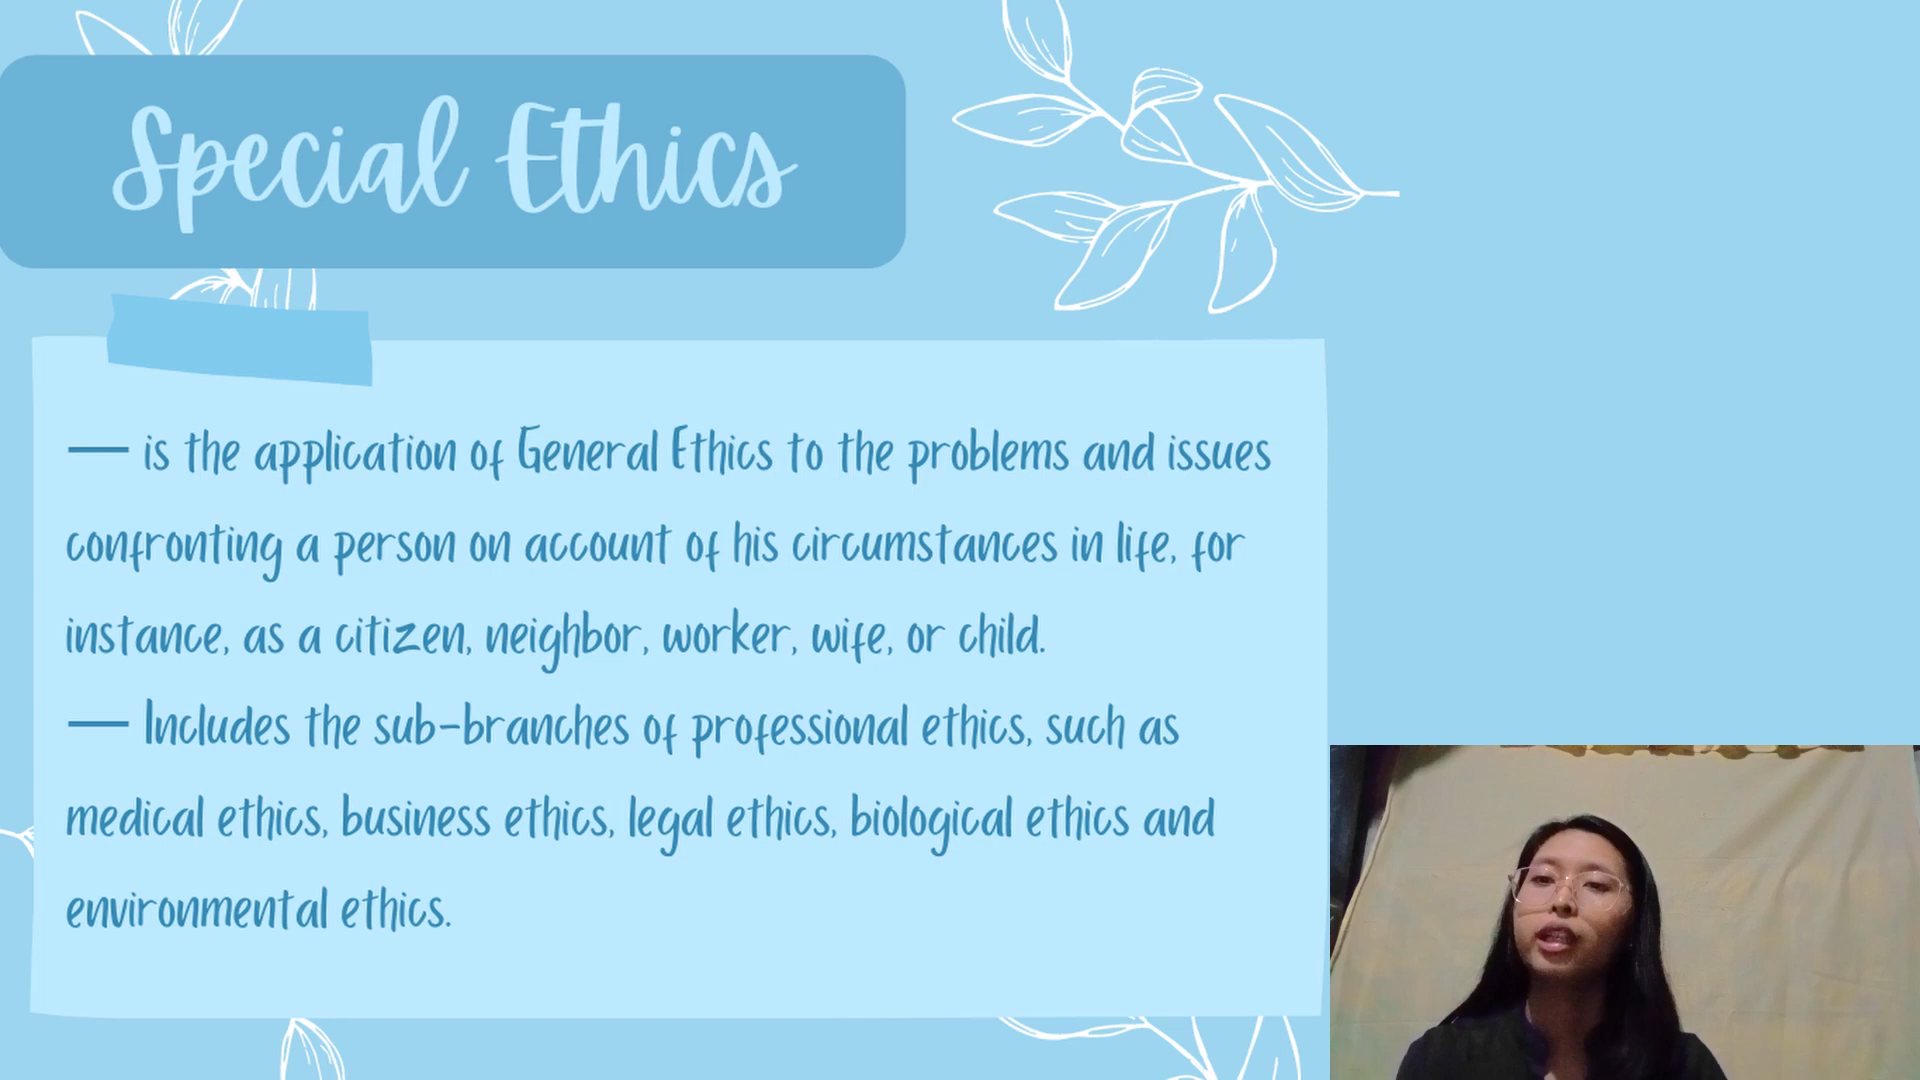 Special Ethics
— is the application of General Ethics to the problems and issues
confronting a person on account of his circumstances in life, for
instance, as a citizen, neighbor, worker, wife, or child.
— Includes the sub-branches of professional ethics, such as
medical ethics, business ethics, legal ethics, biological ethics and
environmental ethics.